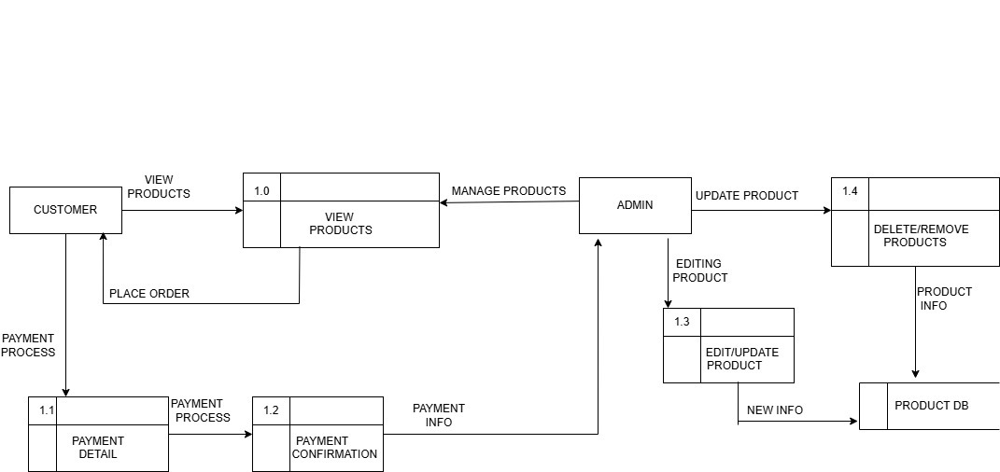 VIEW
PRODUCTS
CUSTOMER
1.0
VIEW
PRODUCTS
MANAGE PRODUCTS
ADMIN
UPDATE PRODUCT
1.4
DELETE/REMOVE
PRODUCTS
PLACE ORDER
EDITING
PRODUCT
PRODUCT
INFO
PAYMENT
PROCESS
1.3
EDIT/UPDATE
PRODUCT
1.1
PAYMENT
DETAIL
PAYMENT
PROCESS
1.2
PAYMENT
CONFIRMATION
PAYMENT
INFO
NEW INFO
PRODUCT DB